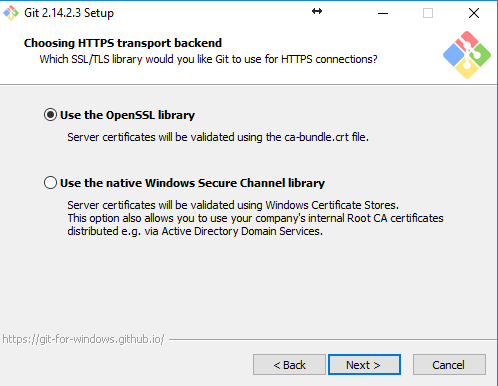 Git 2.14.2.3 Setup
Choosing HTTPS transport backend
Which SSL/TLS library would you like Git to use for HTTPS connections?
Use the OpenSSL library
Server certificates will be validated using the ca-bundle.crt file.
Use the native Windows Secure Channel library
Server certificates will be validated using Windows Certificate Stores.
This option also allows you to use your company's internal Root CA certificates
distributed e.g. via Active Directory Domain Services.
https://git-for-windows.github.io/
< Back
Next >
Cancel